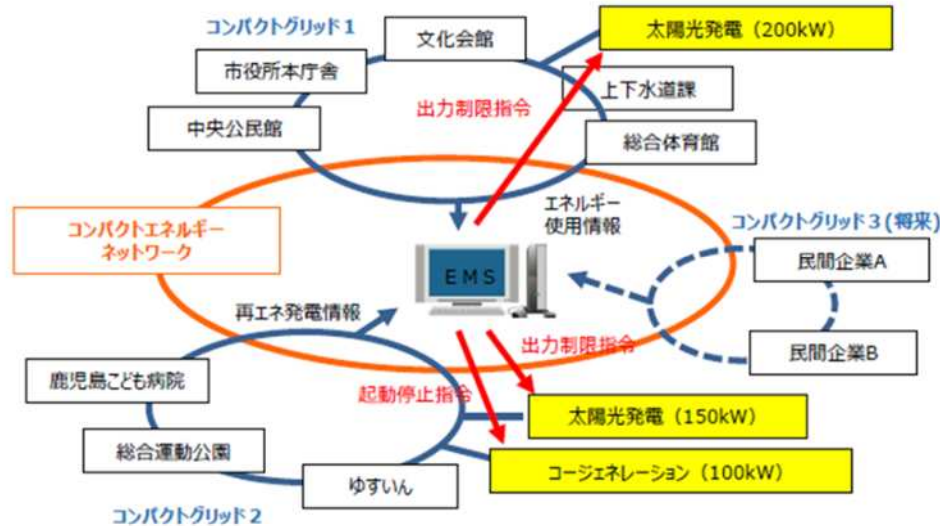 コンパクトグリッド1
文化会館
太陽光発電（200kW）
市役所本庁舎
上下水道課
出力制限指令
中央公民館
総合体育館
エネルギー
使用情報
コンパクトエネルギー
ネットワーク
コンパクトグリッド3(将来)
民間企業A
EMS
再エネ発電情報
出力制限指令
民間企業B
鹿児島こども病院
起動停止指令
太陽光発電（150kW）
総合運動公園
コージェネレーション（100kW）
ゆすいん
コンパクトグリッド2